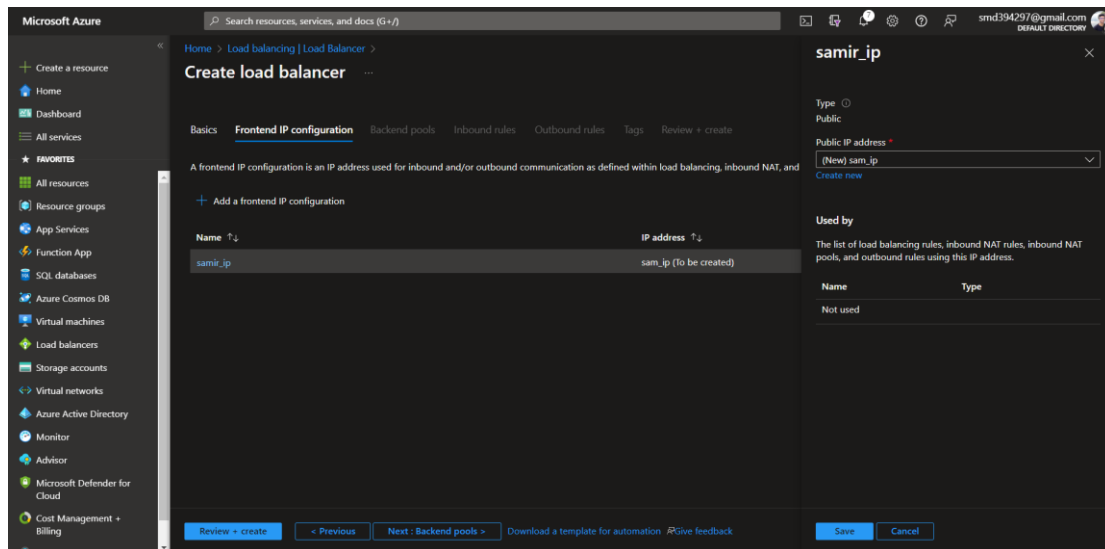 Microsoft Azure
Search resources, services, and docs (G+/)
7
smd394297@gmail.com
DEFAULT DIRECTORY
Create a resource
Home
Dashboard
All services
FAVORITES
All resources
Resource groups
App Services
Function App
SQL databases
Azure Cosmos DB
Virtual machines
Load balancers
Storage accounts
Virtual networks
Azure Active Directory
Monitor
Advisor
Microsoft Defender for
Cloud
Cost Management +
Billing
Home > Load balancing | Load Balancer >
Create load balancer ...
Basics Frontend IP configuration Backend pools Inbound rules Outbound rules Tags Review + create
A frontend IP configuration is an IP address used for inbound and/or outbound communication as defined within load balancing, inbound NAT, and
+ Add a frontend IP configuration
Name ↑↓ IP address ↑↓
samir_ip sam_ip (To be created)
Review + create < Previous Next : Backend pools > Download a template for automation Give feedback
samir_ip
Type
Public
Public IP address *
(New) sam_ip
Create new
Used by
The list of load balancing rules, inbound NAT rules, inbound NAT
pools, and outbound rules using this IP address.
Name Type
Not used
Save Cancel